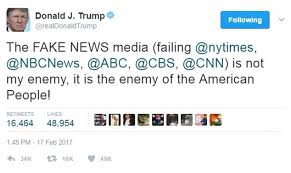 Donald J. Trump
@realDonaldTrump
Following
The FAKE NEWS media (failing @nytimes,
@NBCNews, @ABC, @CBS, @CNN) is not
my enemy, it is the enemy of the American
People!
RETWEETS LIKES
16,464 48,954
1:48 PM - 17 Feb 2017
34K 16K 49K